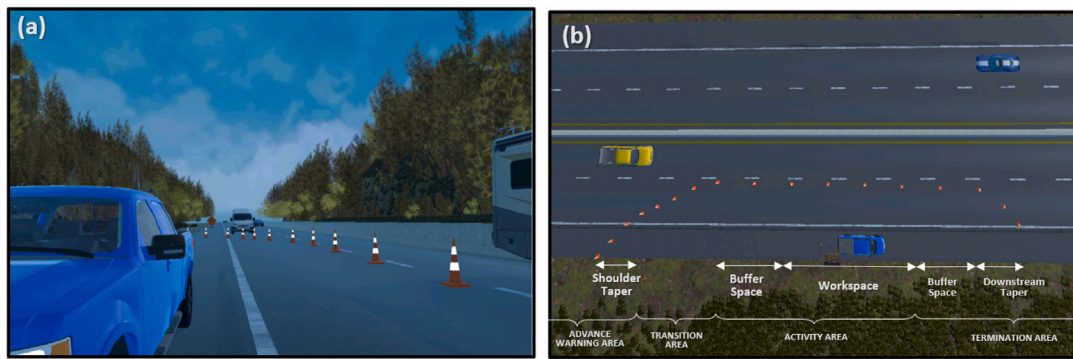 (a)
(b)
Shoulder
Taper
Buffer
Space
Workspace
Buffer
Space
Downstream
Taper
ADVANCE
WARNING AREA
TRANSITION
AREA
ACTIVITY AREA
TERMINATION AREA